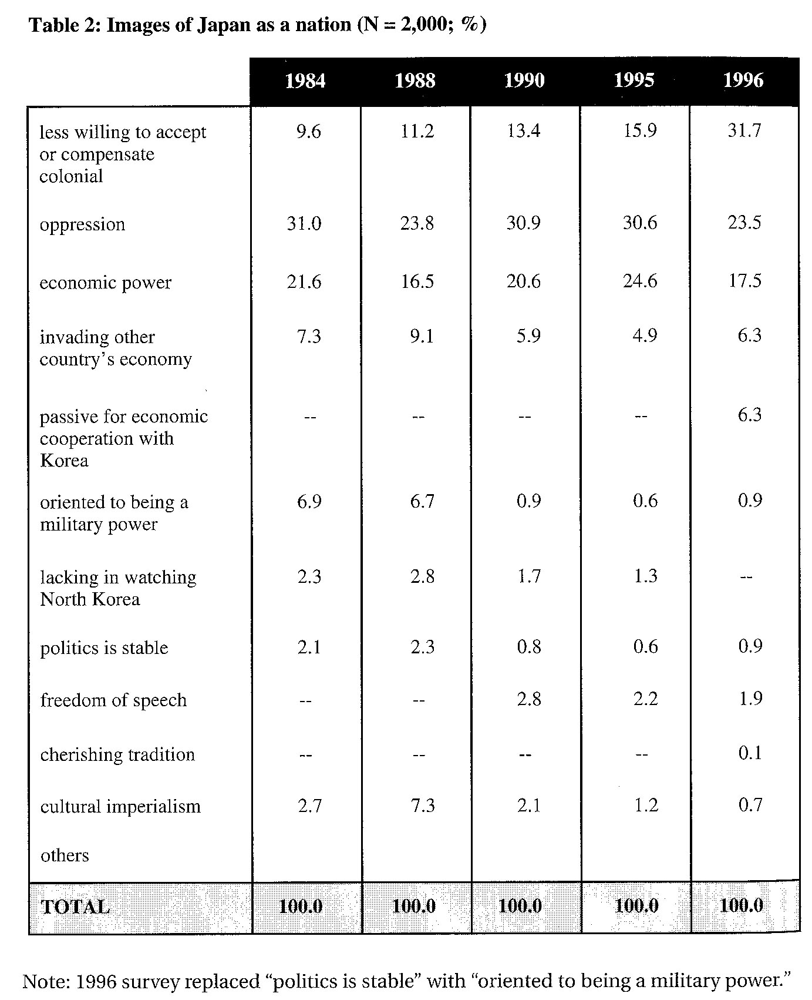 Table 2: Images of Japan as a nation (N = 2,000; %)
1984 1988 1990 1995 1996
less willing to accept 9.6 11.2 13.4 15.9 31.7
or compensate
colonial
oppression 31.0 23.8 30.9 30.6 23.5
economic power 21.6 16.5 20.6 24.6 17.5
invading other 7.3 9.1 5.9 4.9 6.3
country's economy
passive for economic -- -- -- -- 6.3
cooperation with
Korea
oriented to being a 6.9 6.7 0.9 0.6 0.9
military power
lacking in watching 2.3 2.8 1.7 1.3 --
North Korea
politics is stable 2.1 2.3 0.8 0.6 0.9
freedom of speech -- -- 2.8 2.2 1.9
cherishing tradition -- -- -- -- 0.1
cultural imperialism 2.7 7.3 2.1 1.2 0.7
others
TOTAL 100.0 100.0 100.0 100.0 100.0
Note: 1996 survey replaced “politics is stable” with “oriented to being a military power.”